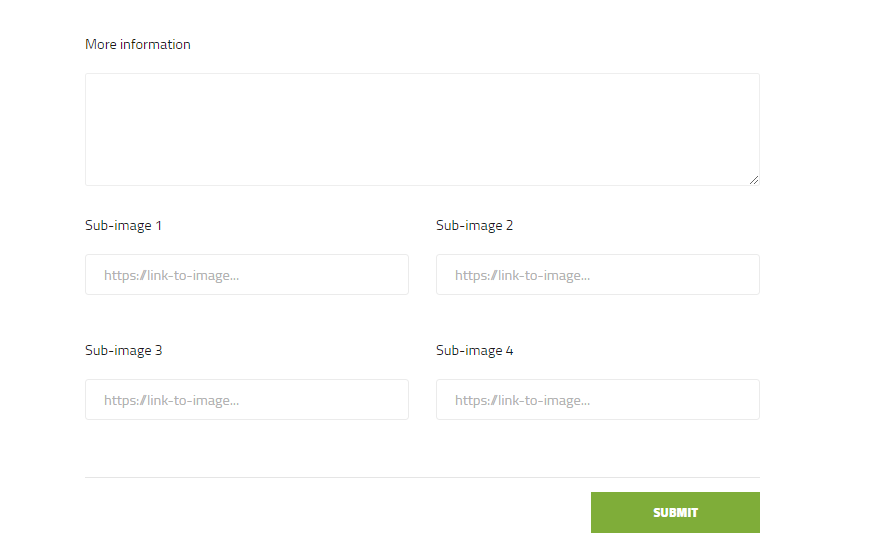 More information
Sub-image 1
Sub-image 2
https://link-to-image...
https://link-to-image...
Sub-image 3
Sub-image 4
https://link-to-image...
https://link-to-image...
SUBMIT